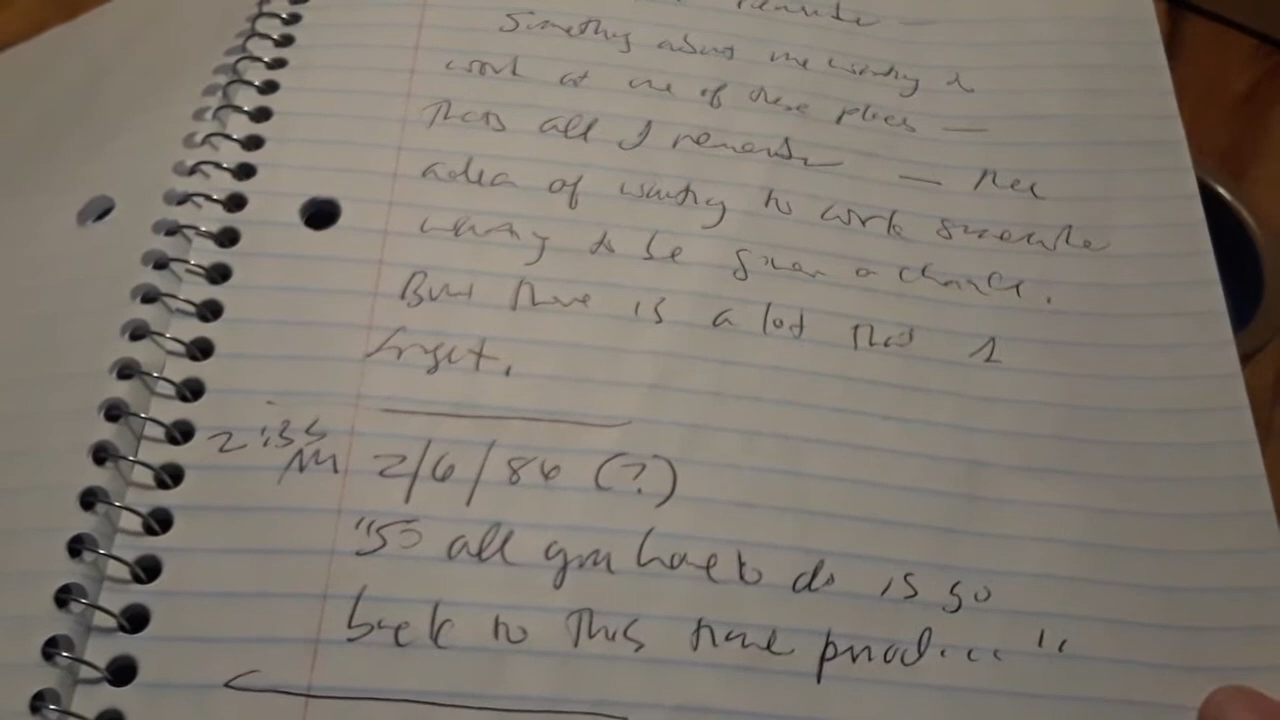 Something about me wanting to
work at one of these places —
Thats all I remember — The
adea of wanting to work somewhere
wanting to be given a chance.
But there is a lot that I
forget.
2:35
AM 2/6/86 (?)
"So all you have to do is go
back to this time period..."